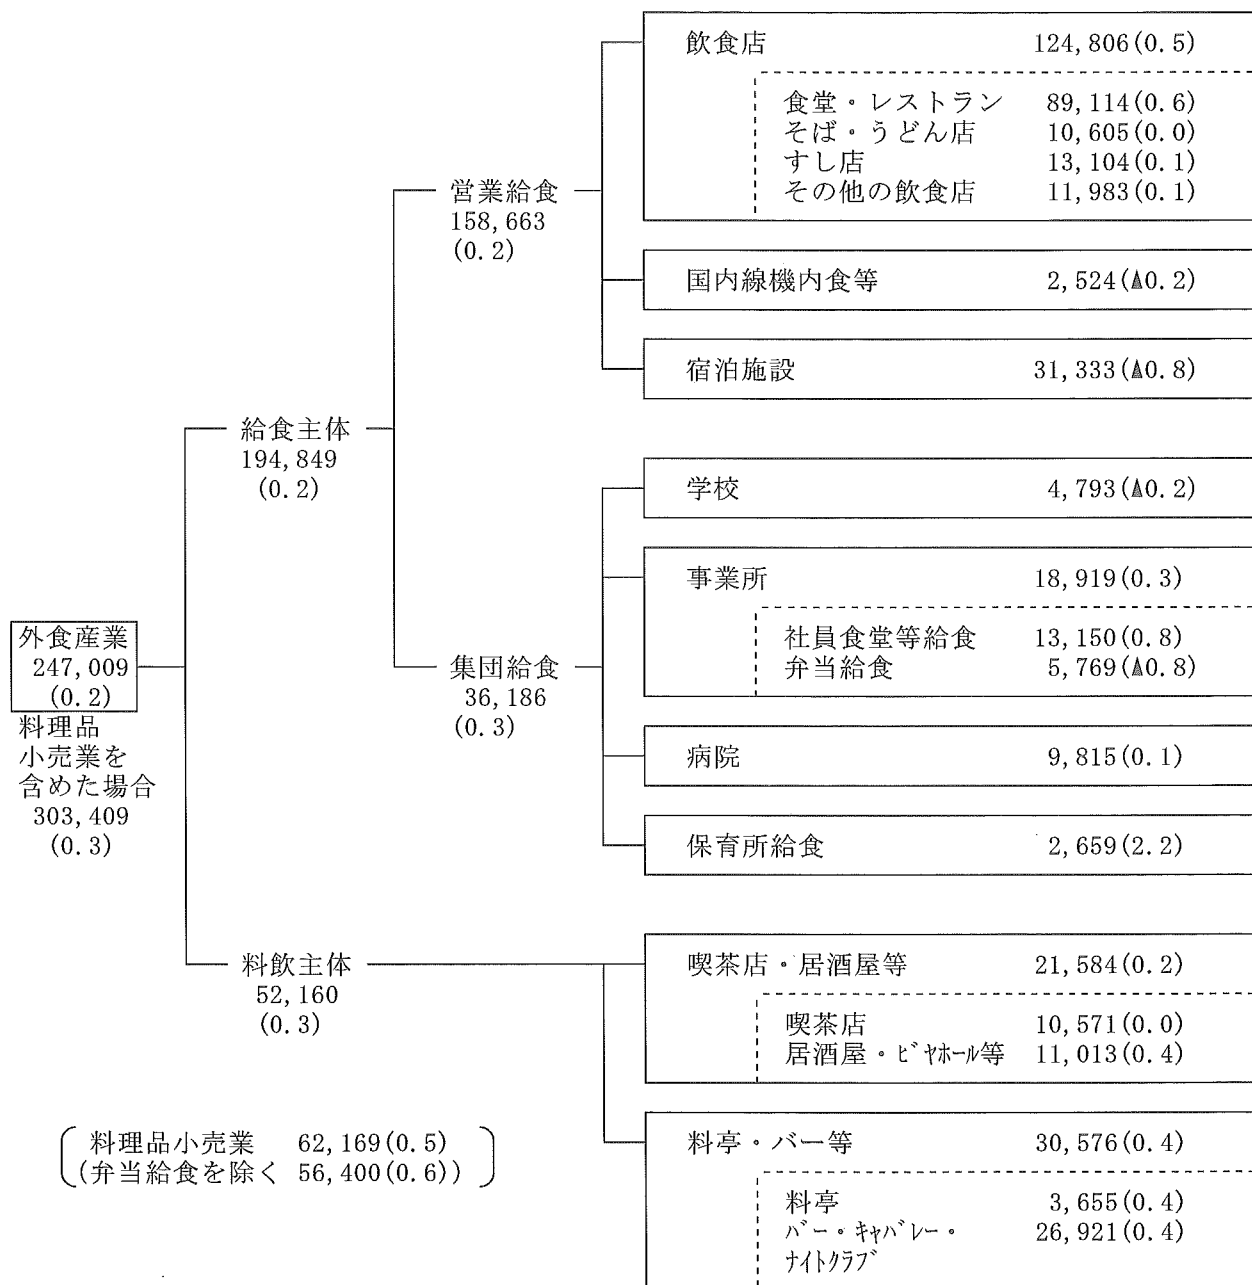 飲食店 124,806(0.5)
食堂・レストラン 89,114(0.6)
そば・うどん店 10,605(0.0)
すし店 13,104(0.1)
その他の飲食店 11,983(0.1)
営業給食
158,663
(0.2)
国内線機内食等 2,524(▲0.2)
宿泊施設 31,333(▲0.8)
給食主体
194,849
(0.2)
学校 4,793(▲0.2)
事業所 18,919(0.3)
社員食堂等給食 13,150(0.8)
弁当給食 5,769(▲0.8)
外食産業
247,009
(0.2)
料理品
小売業を
含めた場合
303,409
(0.3)
集団給食
36,186
(0.3)
病院 9,815(0.1)
保育所給食 2,659(2.2)
料飲主体
52,160
(0.3)
喫茶店・居酒屋等 21,584(0.2)
喫茶店 10,571(0.0)
居酒屋・ビヤホール等 11,013(0.4)
料理品小売業 62,169(0.5)
(弁当給食を除く 56,400(0.6))
料亭・バー等 30,576(0.4)
料亭 3,655(0.4)
バー・キャバレー・ 26,921(0.4)
ナイトクラブ